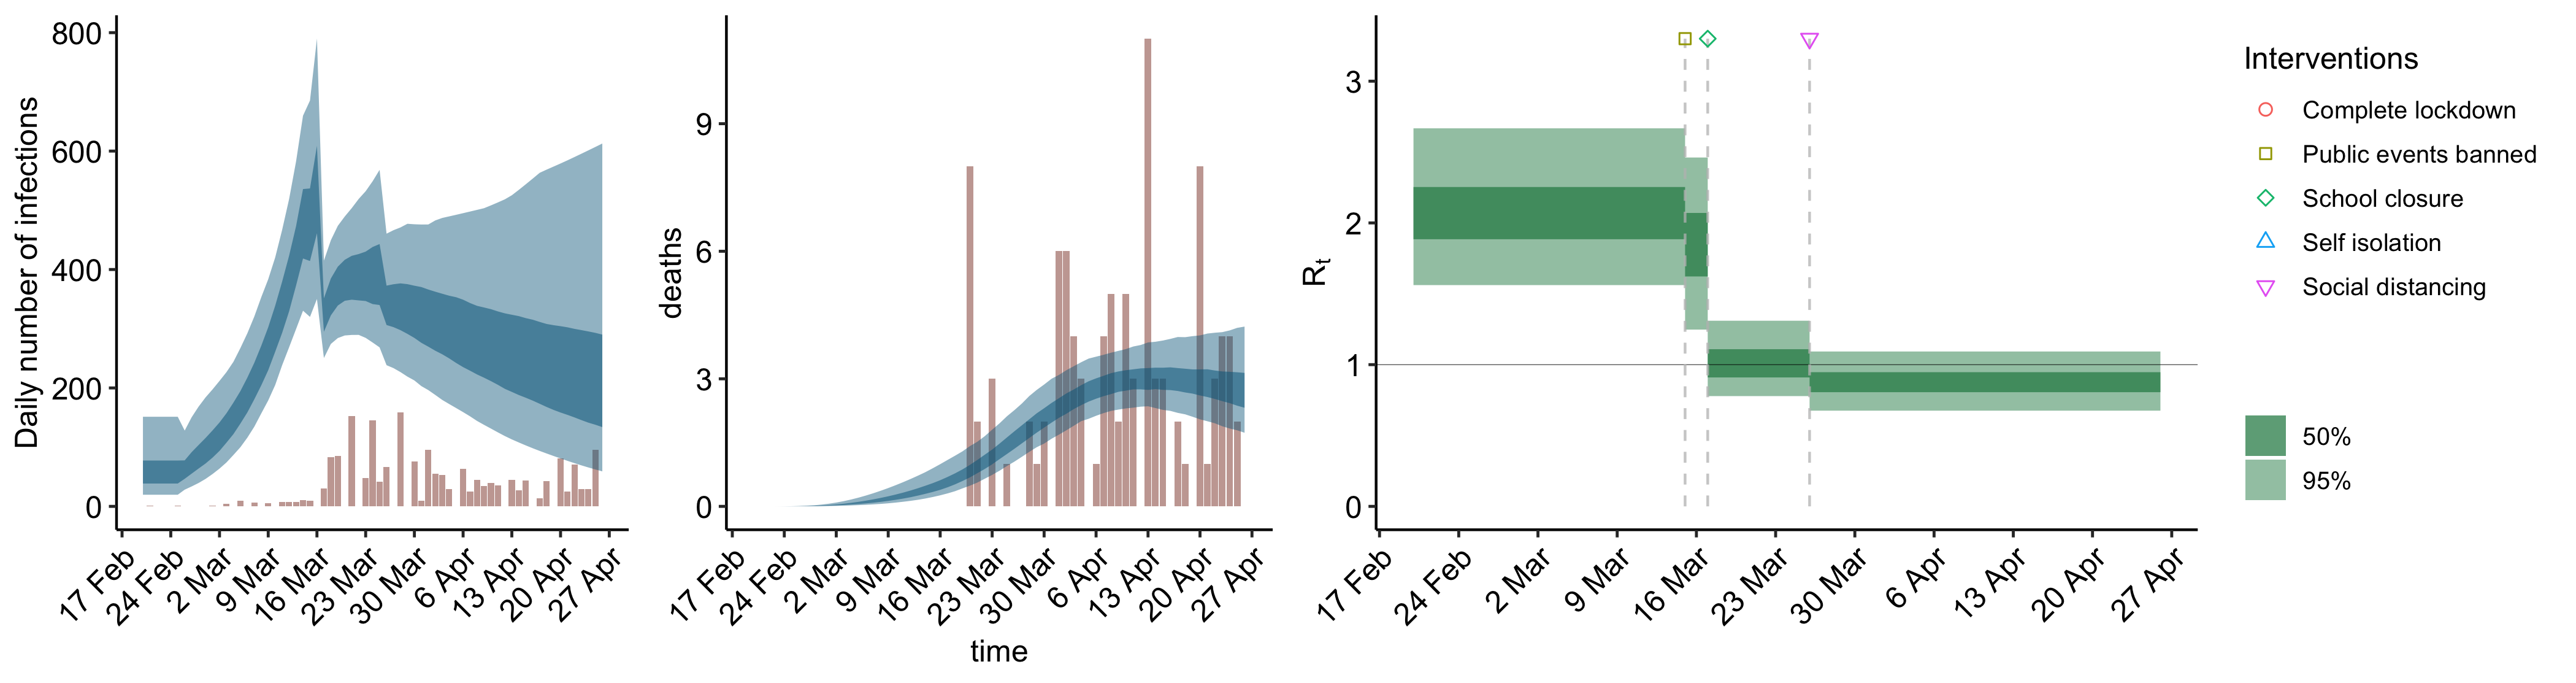 Daily number of infections
800
600
400
200
0
17 Feb
24 Feb
2 Mar
9 Mar
16 Mar
23 Mar
30 Mar
6 Apr
13 Apr
20 Apr
27 Apr
deaths
9
6
3
0
17 Feb
24 Feb
2 Mar
9 Mar
16 Mar
23 Mar
30 Mar
6 Apr
13 Apr
20 Apr
27 Apr
time
Rt
3
2
1
0
17 Feb
24 Feb
2 Mar
9 Mar
16 Mar
23 Mar
30 Mar
6 Apr
13 Apr
20 Apr
27 Apr
Interventions
Complete lockdown
Public events banned
School closure
Self isolation
Social distancing
50%
95%